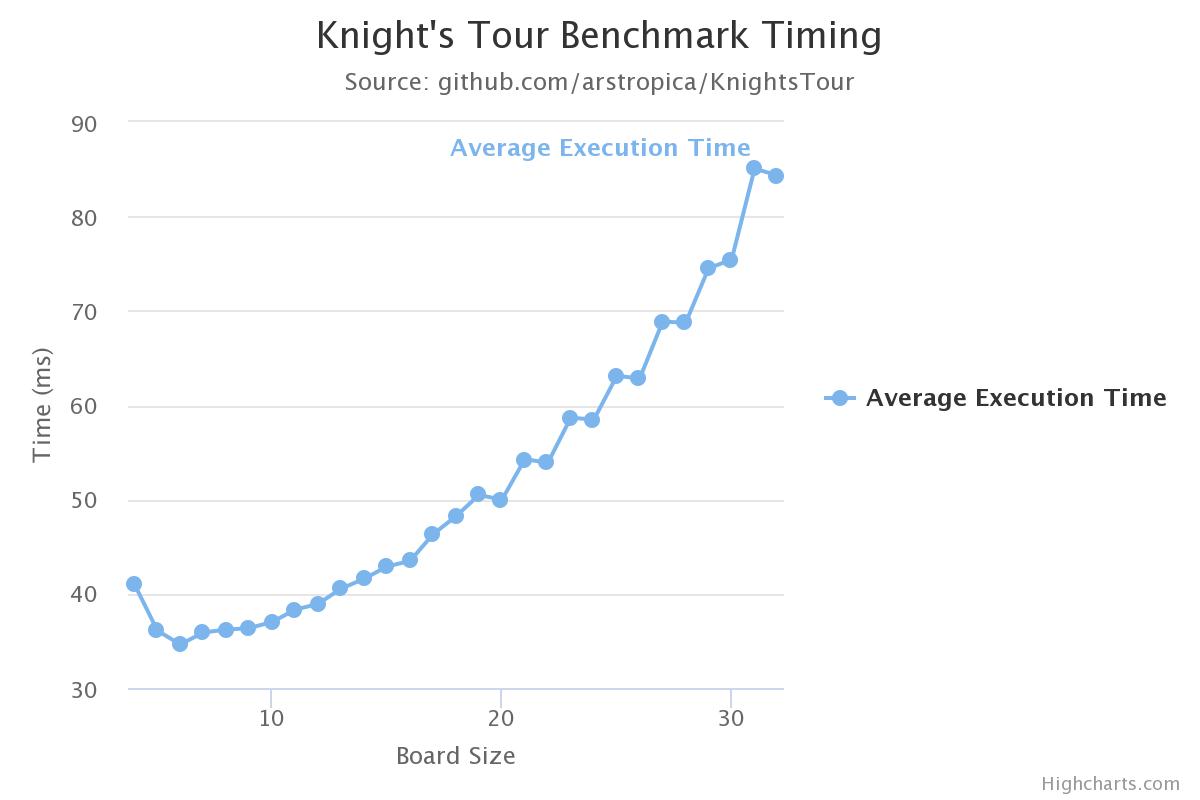 Knight's Tour Benchmark Timing
Source: github.com/arstropica/KnightsTour
90
80
70
60
50
40
30
Time (ms)
Average Execution Time
10 20 30
Board Size
Average Execution Time
Highcharts.com